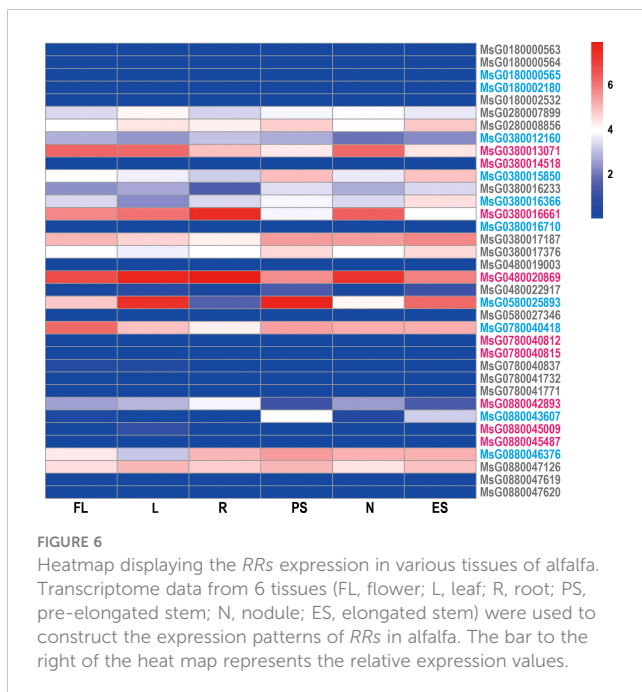 MsG0180000563
MsG0180000564
MsG0180000565
MsG0180002180
MsG0180002532
MsG0280007899
MsG0280008856
MsG0380012160
MsG0380013071
MsG0380014518
MsG0380015850
MsG0380016233
MsG0380016366
MsG0380016661
MsG0380016710
MsG0380017187
MsG0380017376
MsG0480019003
MsG0480020869
MsG0480022917
MsG0580025893
MsG0580027346
MsG0780040418
MsG0780040812
MsG0780040815
MsG0780040837
MsG0780041732
MsG0780041771
MsG0880042893
MsG0880043607
MsG0880045009
MsG0880045487
MsG0880046376
MsG0880047126
MsG0880047619
MsG0880047620
6
4
2
FL L R PS N ES
FIGURE 6
Heatmap displaying the RRs expression in various tissues of alfalfa.
Transcriptome data from 6 tissues (FL, flower; L, leaf; R, root; PS,
pre-elongated stem; N, nodule; ES, elongated stem) were used to
construct the expression patterns of RRs in alfalfa. The bar to the
right of the heat map represents the relative expression values.